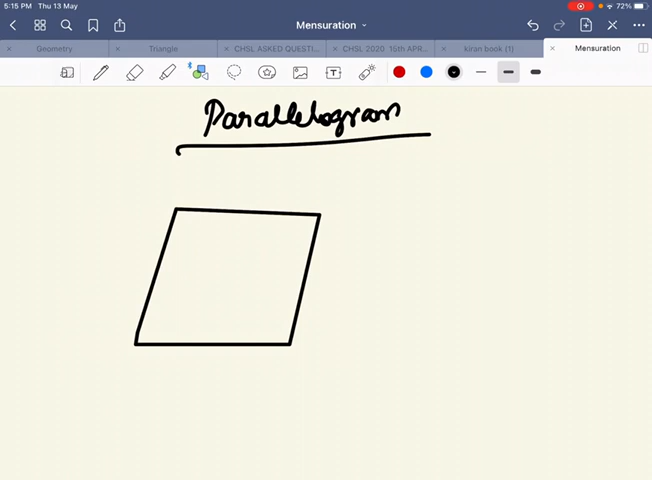 5:15 PM Thu 13 May
72%
Mensuration
Geometry
Triangle
CHSL ASKED QUESTI...
CHSL 2020 15th APR...
kiran book (1)
Mensuration
T
Parallelogram